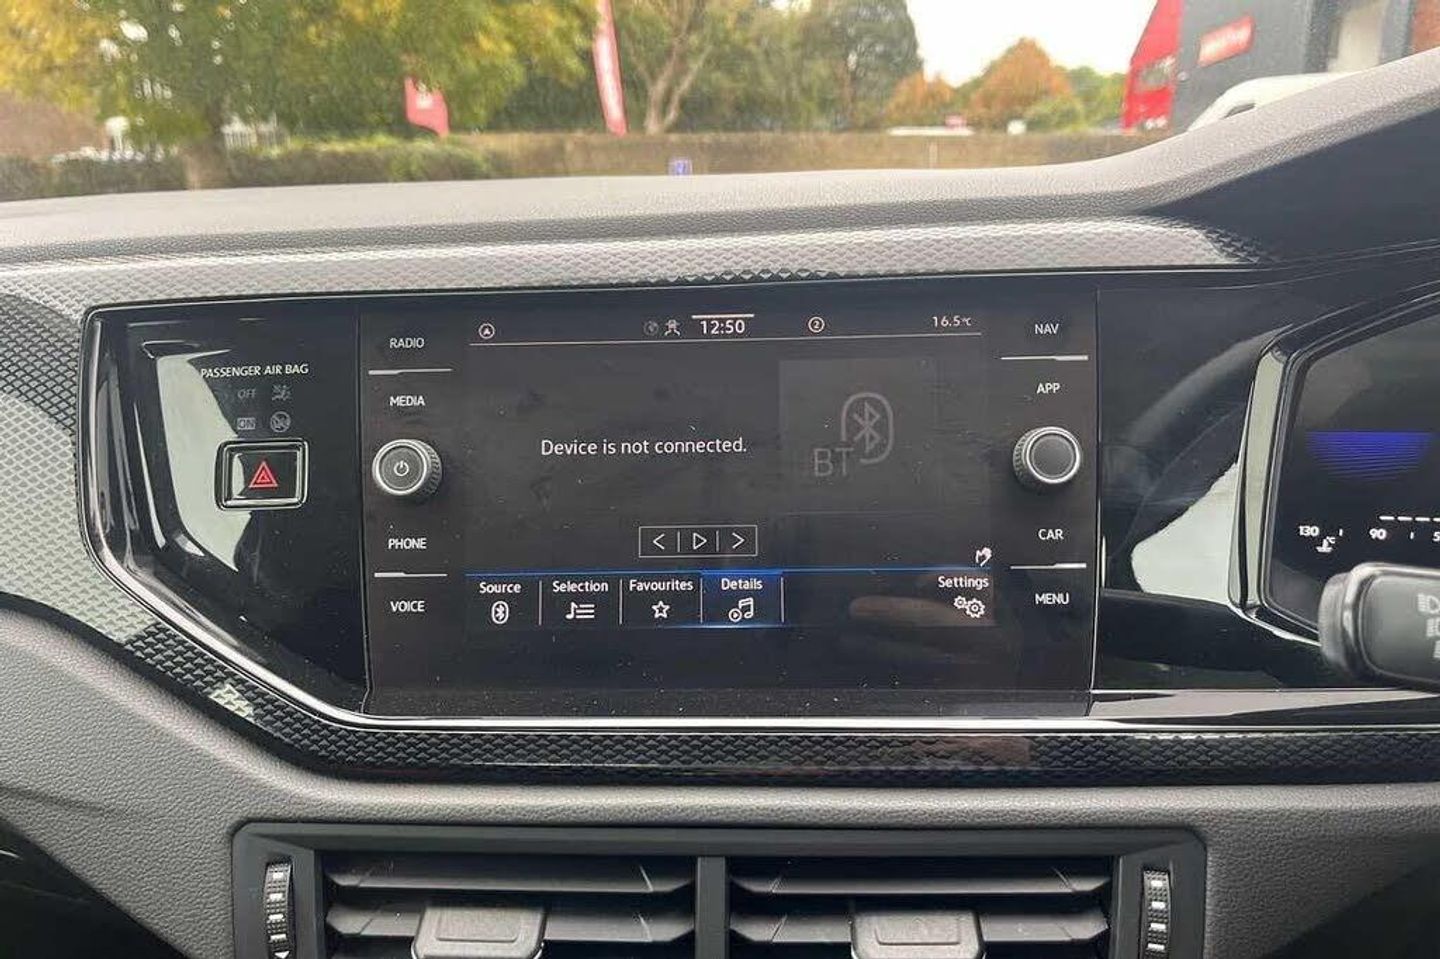 RADIO
MEDIA
PHONE
VOICE
PASSENGER AIR BAG
OFF
ON
12:50
2
16.5°C
Device is not connected.
BT
Source
Selection
Favourites
Details
Settings
NAV
APP
CAR
MENU
130
90